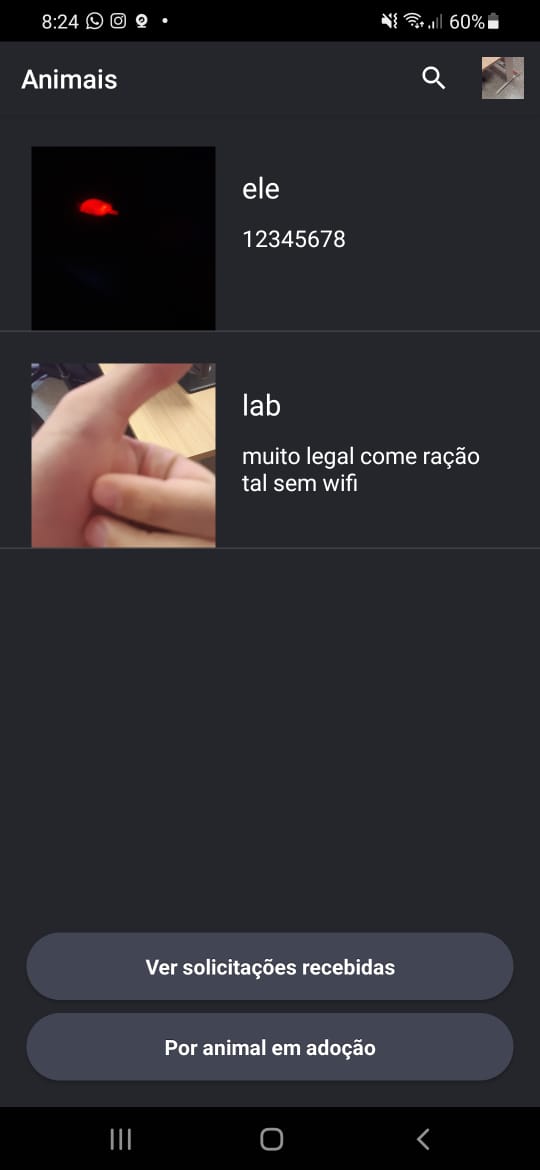 8:24
60%
Animais
ele
12345678
lab
muito legal come ração
tal sem wifi
Ver solicitações recebidas
Por animal em adoção